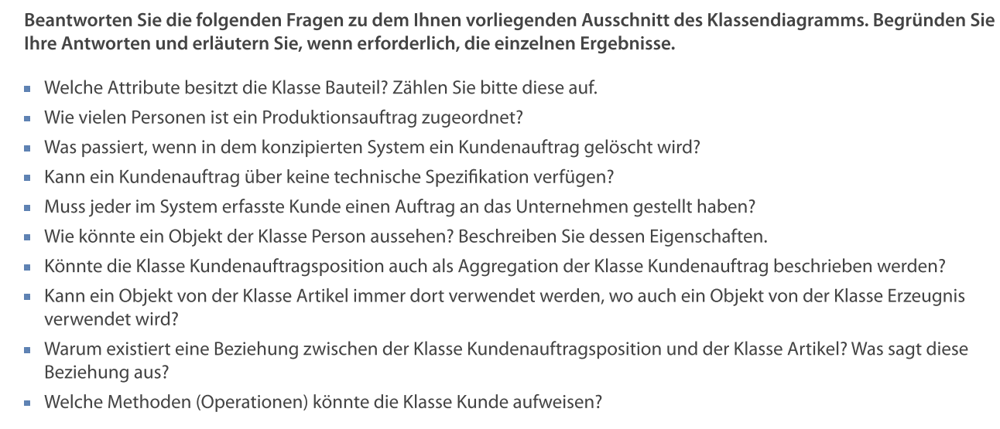 Beantworten Sie die folgenden Fragen zu dem Ihnen vorliegenden Ausschnitt des Klassendiagramms. Begründen Sie
Ihre Antworten und erläutern Sie, wenn erforderlich, die einzelnen Ergebnisse.
▪ Welche Attribute besitzt die Klasse Bauteil? Zählen Sie bitte diese auf.
▪ Wie vielen Personen ist ein Produktionsauftrag zugeordnet?
▪ Was passiert, wenn in dem konzipierten System ein Kundenauftrag gelöscht wird?
▪ Kann ein Kundenauftrag über keine technische Spezifikation verfügen?
▪ Muss jeder im System erfasste Kunde einen Auftrag an das Unternehmen gestellt haben?
▪ Wie könnte ein Objekt der Klasse Person aussehen? Beschreiben Sie dessen Eigenschaften.
▪ Könnte die Klasse Kundenauftragsposition auch als Aggregation der Klasse Kundenauftrag beschrieben werden?
▪ Kann ein Objekt von der Klasse Artikel immer dort verwendet werden, wo auch ein Objekt von der Klasse Erzeugnis
verwendet wird?
▪ Warum existiert eine Beziehung zwischen der Klasse Kundenauftragsposition und der Klasse Artikel? Was sagt diese
Beziehung aus?
▪ Welche Methoden (Operationen) könnte die Klasse Kunde aufweisen?